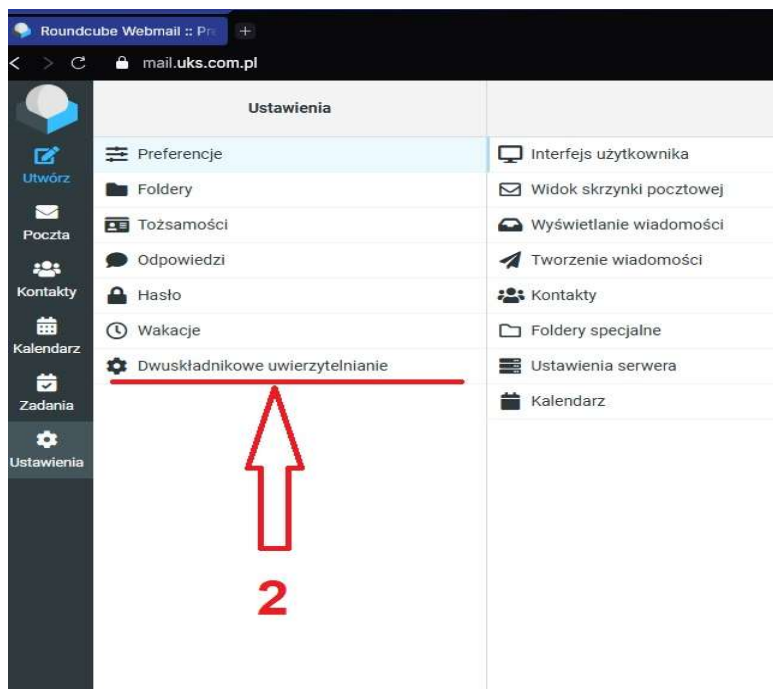 Roundcube Webmail :: Pre
mail.uks.com.pl
Utwórz
Poczta
Kontakty
Kalendarz
Zadania
Ustawienia
Ustawienia
Preferencje
Foldery
Tożsamości
Odpowiedzi
Hasło
Wakacje
Dwuskładnikowe uwierzytelnianie
2
Interfejs użytkownika
Widok skrzynki pocztowej
Wyświetlanie wiadomości
Tworzenie wiadomości
Kontakty
Foldery specjalne
Ustawienia serwera
Kalendarz